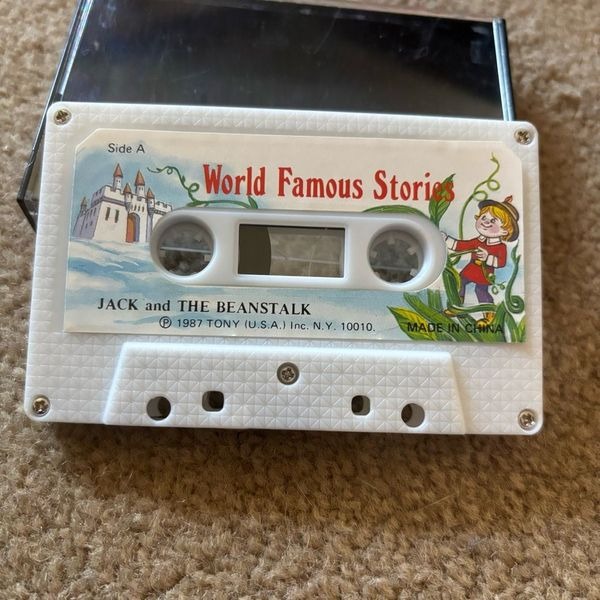 Side A
World Famous Stories
JACK and THE BEANSTALK
℗ 1987 TONY (U.S.A.) Inc. N.Y. 10010.
MADE IN CHINA